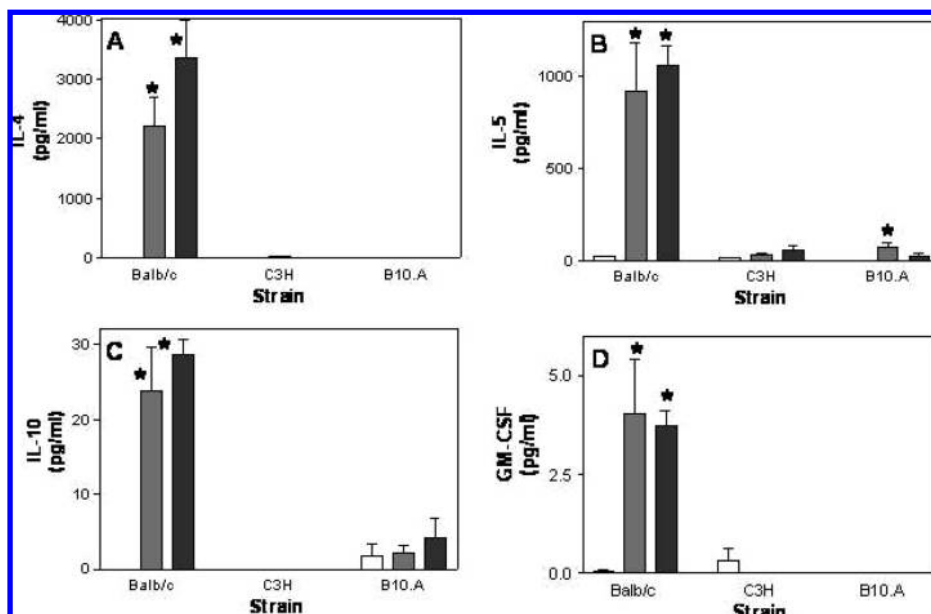 A
IL-4
(pg/ml)
4000
3000
2000
1000
0
★
★
Balb/c C3H B10.A
Strain
B
IL-5
(pg/ml)
1000
500
0
★ ★
★
Balb/c C3H B10.A
Strain
C
IL-10
(pg/ml)
30
20
10
0
★
★
Balb/c C3H B10.A
Strain
D
GM-CSF
(pg/ml)
5.0
2.5
0.0
★
★
Balb/c C3H B10.A
Strain